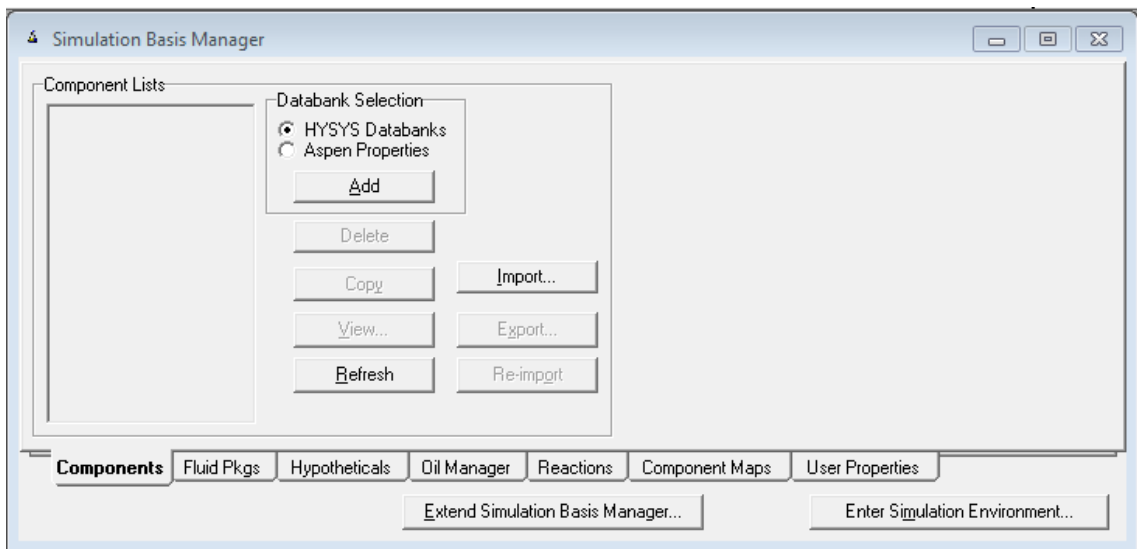 Simulation Basis Manager
Component Lists
Databank Selection
HYSYS Databanks
Aspen Properties
Add
Delete
Copy
Import...
View...
Export...
Refresh
Re-import
Components Fluid Pkgs Hypotheticals Oil Manager Reactions Component Maps User Properties
Extend Simulation Basis Manager... Enter Simulation Environment...